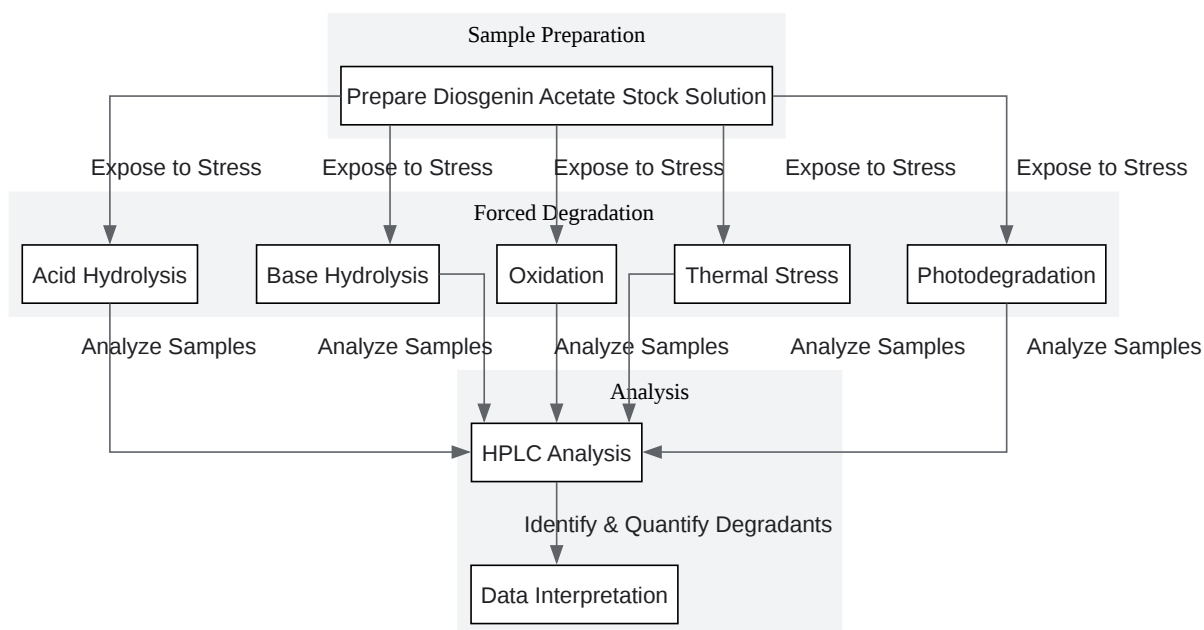 Sample Preparation
Prepare Diosgenin Acetate Stock Solution
Expose to Stress
Expose to Stress
Expose to Stress
Expose to Stress
Expose to Stress
Forced Degradation
Acid Hydrolysis
Base Hydrolysis
Oxidation
Thermal Stress
Photodegradation
Analyze Samples
Analyze Samples
Analyze Samples
Analyze Samples
Analyze Samples
Analysis
HPLC Analysis
Identify & Quantify Degradants
Data Interpretation